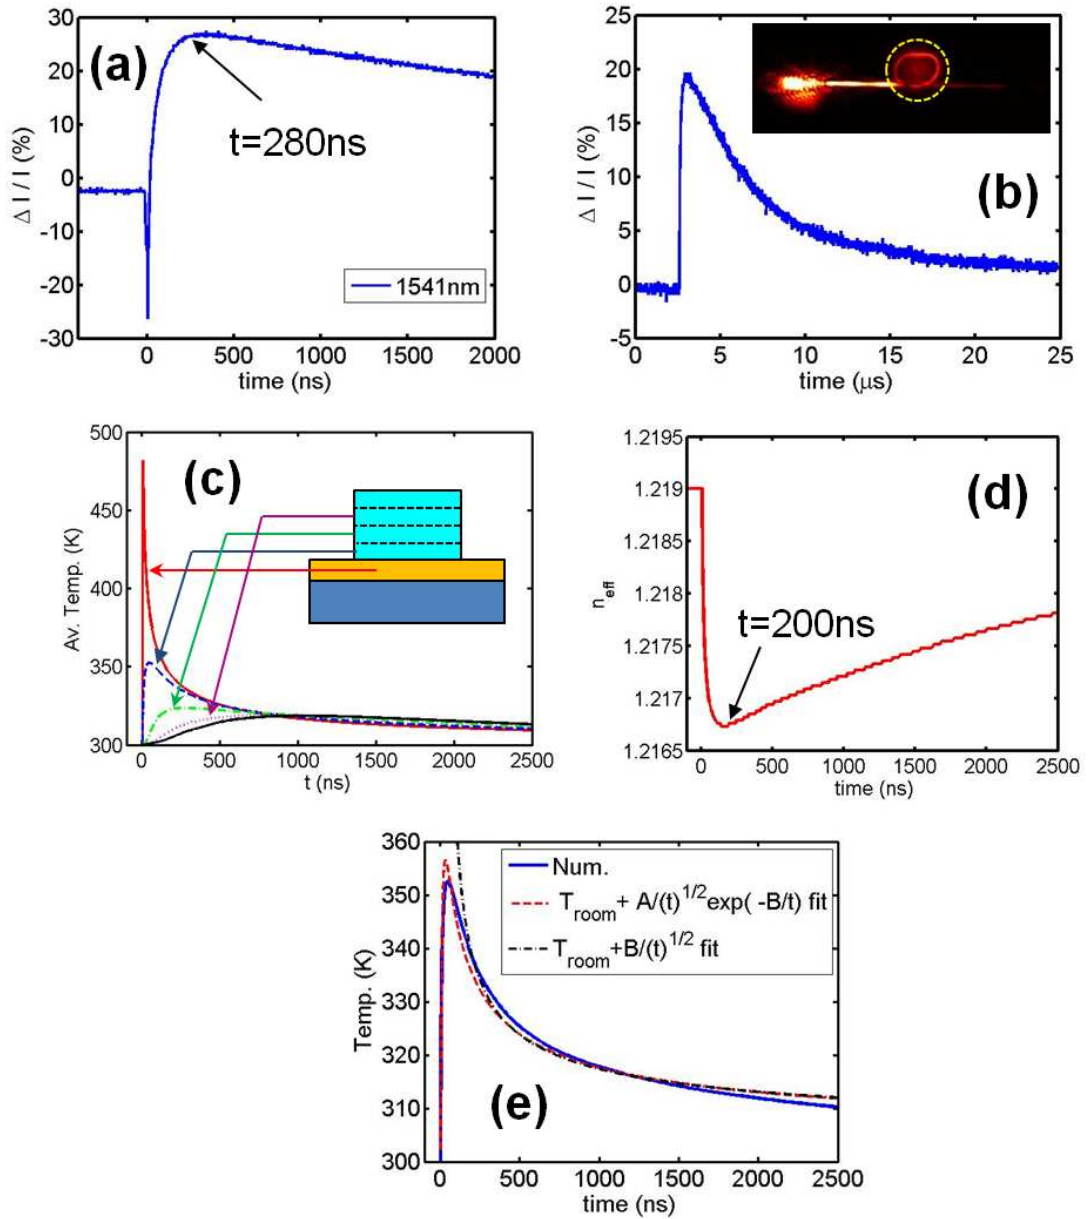 (a)
Δ I / I (%)
30
20
10
0
-10
-20
-30
t=280ns
1541nm
0 500 1000 1500 2000
time (ns)
(b)
Δ I / I (%)
25
20
15
10
5
0
-5
0 5 10 15 20 25
time (μs)
(c)
Av. Temp. (K)
500
450
400
350
300
0 500 1000 1500 2000 2500
t (ns)
(d)
n_eff
1.2195
1.219
1.2185
1.218
1.2175
1.217
1.2165
t=200ns
0 500 1000 1500 2000 2500
time (ns)
(e)
Temp. (K)
360
350
340
330
320
310
300
Num.
T_room+ A/(t)^1/2exp( -B/t) fit
T_room+B/(t)^1/2 fit
0 500 1000 1500 2000 2500
time (ns)